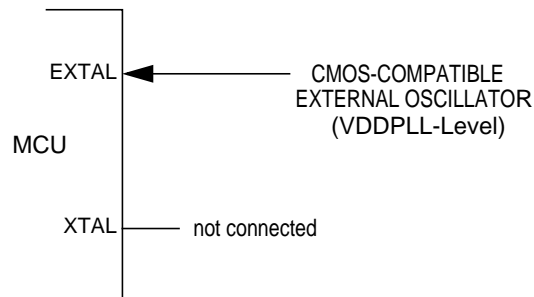 EXTAL
CMOS-COMPATIBLE
EXTERNAL OSCILLATOR
(VDDPLL-Level)
MCU
XTAL
not connected